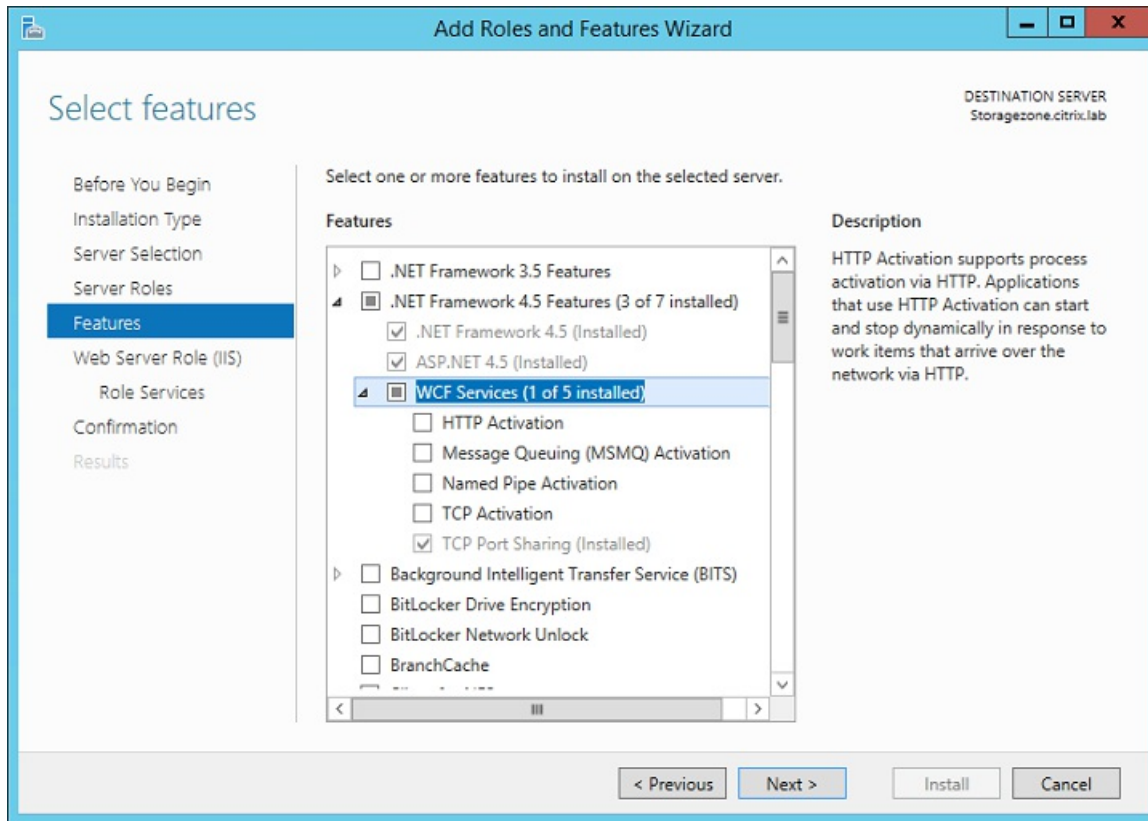 Add Roles and Features Wizard
Select features
DESTINATION SERVER
Storagezone.citrix.lab
Before You Begin
Installation Type
Server Selection
Server Roles
Features
Web Server Role (IIS)
Role Services
Confirmation
Results
Select one or more features to install on the selected server.
Features
.NET Framework 3.5 Features
.NET Framework 4.5 Features (3 of 7 installed)
.NET Framework 4.5 (Installed)
ASP.NET 4.5 (Installed)
WCF Services (1 of 5 installed)
HTTP Activation
Message Queuing (MSMQ) Activation
Named Pipe Activation
TCP Activation
TCP Port Sharing (Installed)
Background Intelligent Transfer Service (BITS)
BitLocker Drive Encryption
BitLocker Network Unlock
BranchCache
Description
HTTP Activation supports process
activation via HTTP. Applications
that use HTTP Activation can start
and stop dynamically in response to
work items that arrive over the
network via HTTP.
< Previous
Next >
Install
Cancel